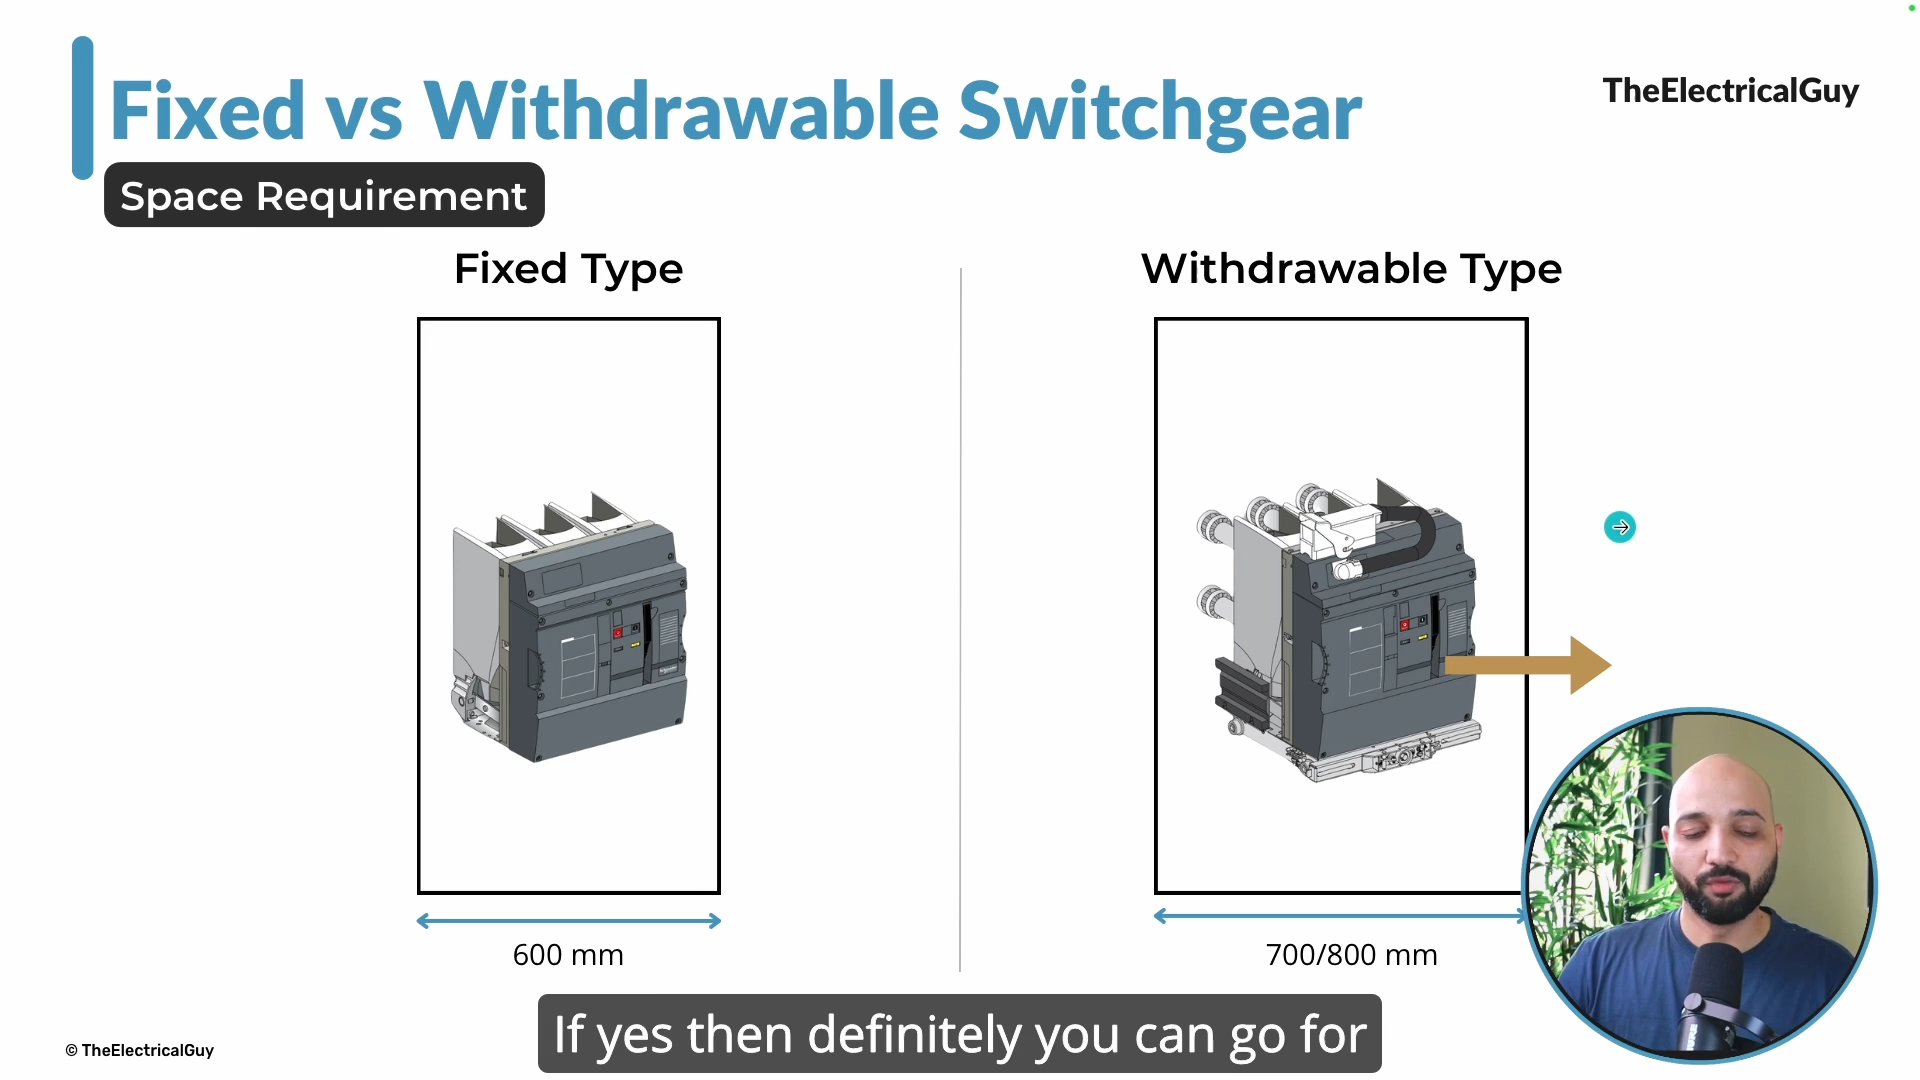 Fixed vs Withdrawable Switchgear
TheElectricalGuy
Space Requirement
Fixed Type
Withdrawable Type
600 mm
700/800 mm
If yes then definitely you can go for
© TheElectricalGuy